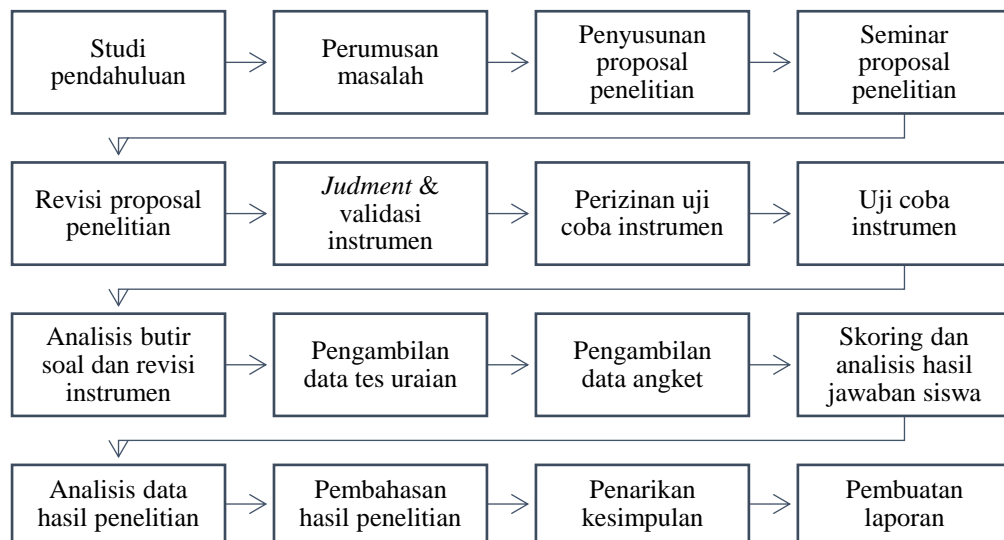 Studi
pendahuluan
Perumusan
masalah
Penyusunan
proposal
penelitian
Seminar
proposal
penelitian
Revisi proposal
penelitian
Judment &
validasi
instrumen
Perizinan uji
coba instrumen
Uji coba
instrumen
Analisis butir
soal dan revisi
instrumen
Pengambilan
data tes uraian
Pengambilan
data angket
Skoring dan
analisis hasil
jawaban siswa
Analisis data
hasil penelitian
Pembahasan
hasil penelitian
Penarikan
kesimpulan
Pembuatan
laporan